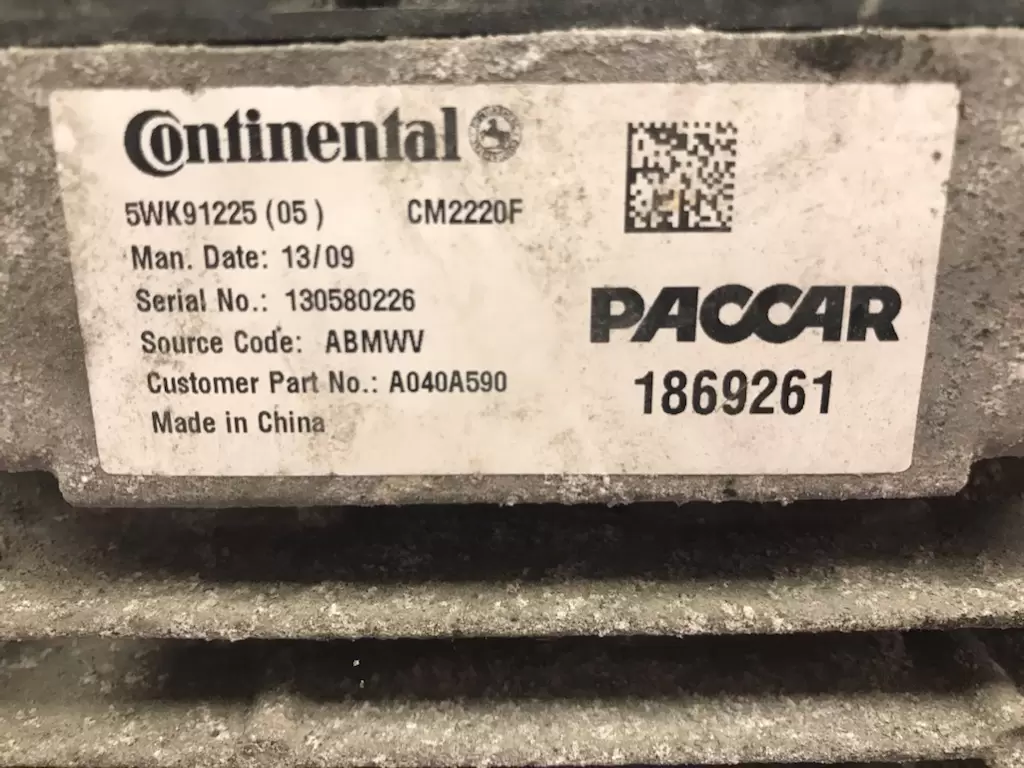 Continental
5WK91225 (05 ) CM2220F
Man. Date: 13/09
Serial No.: 130580226
Source Code: ABMWV
Customer Part No.: A040A590
Made in China
PACCAR
1869261